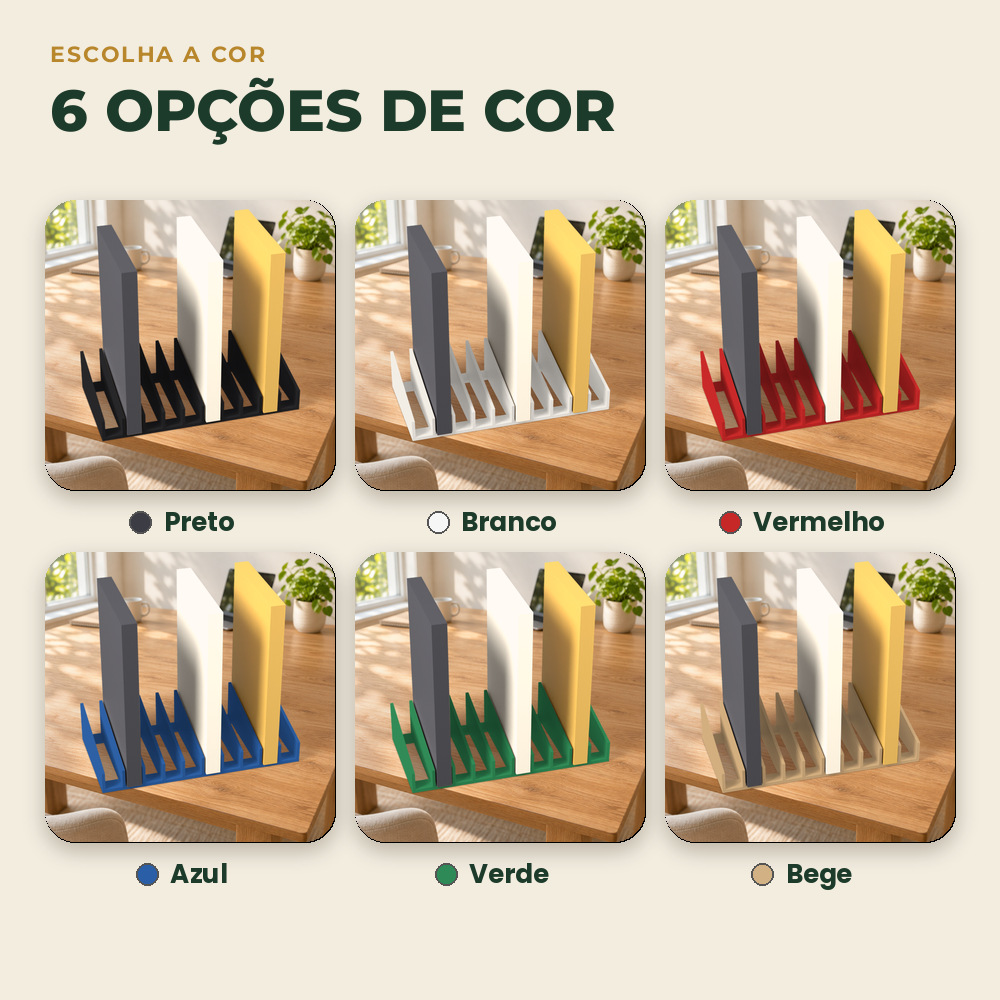 ESCOLHA A COR
6 OPÇÕES DE COR
Preto
Branco
Vermelho
Azul
Verde
Bege